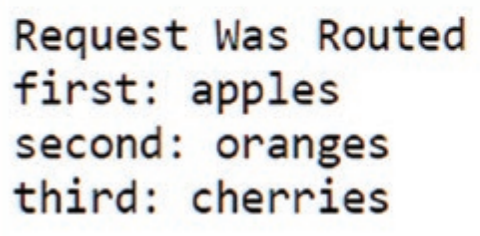 Request Was Routed
first: apples
second: oranges
third: cherries